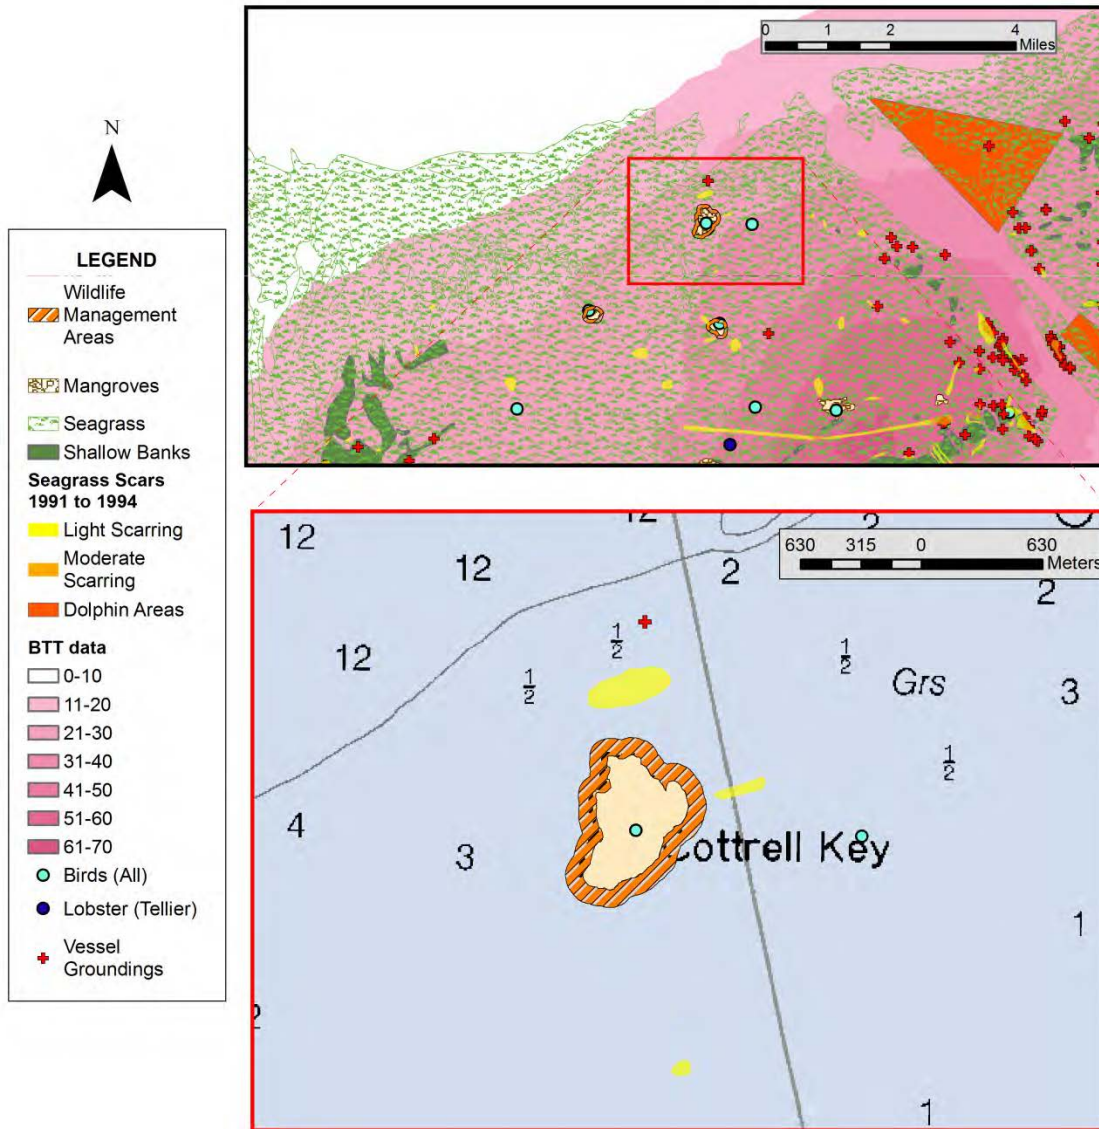 0 1 2 4
Miles
N
LEGEND
Wildlife
Management
Areas
Mangroves
Seagrass
Shallow Banks
Seagrass Scars
1991 to 1994
Light Scarring
Moderate
Scarring
Dolphin Areas
BTT data
0-10
11-20
21-30
31-40
41-50
51-60
61-70
Birds (All)
Lobster (Tellier)
Vessel
Groundings
12
12
2
630 315 0 630
Meters
12
2
2
12
1/2
1/2
1/2
Grs
3
1/2
4
3
Cottrell Key
1
2
1